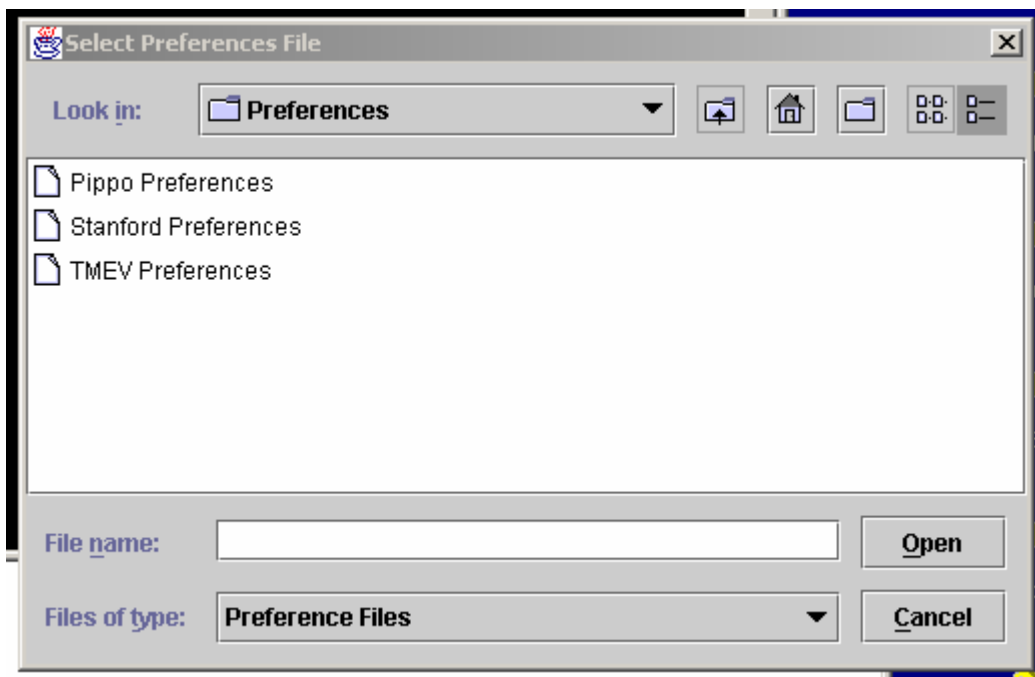 Select Preferences File
Look in: Preferences
Pippo Preferences
Stanford Preferences
TMEV Preferences
File name: Open
Files of type: Preference Files Cancel